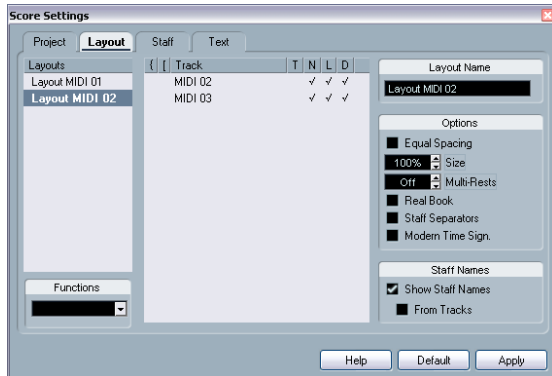 Score Settings
Project Layout Staff Text
Layouts
Layout MIDI 01
Layout MIDI 02
Functions
{ [ Track T N L D
MIDI 02 √ √ √
MIDI 03 √ √ √
Layout Name
Layout MIDI 02
Options
Equal Spacing
100% Size
Off Multi-Rests
Real Book
Staff Separators
Modern Time Sign.
Staff Names
Show Staff Names
From Tracks
Help Default Apply